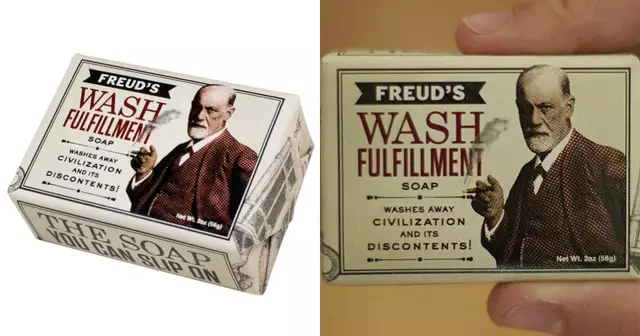 FREUD'S
WASH
FULFILLMENT
SOAP
WASHES AWAY
CIVILIZATION
AND ITS
DISCONTENTS!
Net Wt. 2oz (56g)
THE SOAP
YOU CAN SLIP ON
FREUD'S
WASH
FULFILLMENT
SOAP
WASHES AWAY
CIVILIZATION
AND ITS
DISCONTENTS!
Net Wt. 2oz (56g)